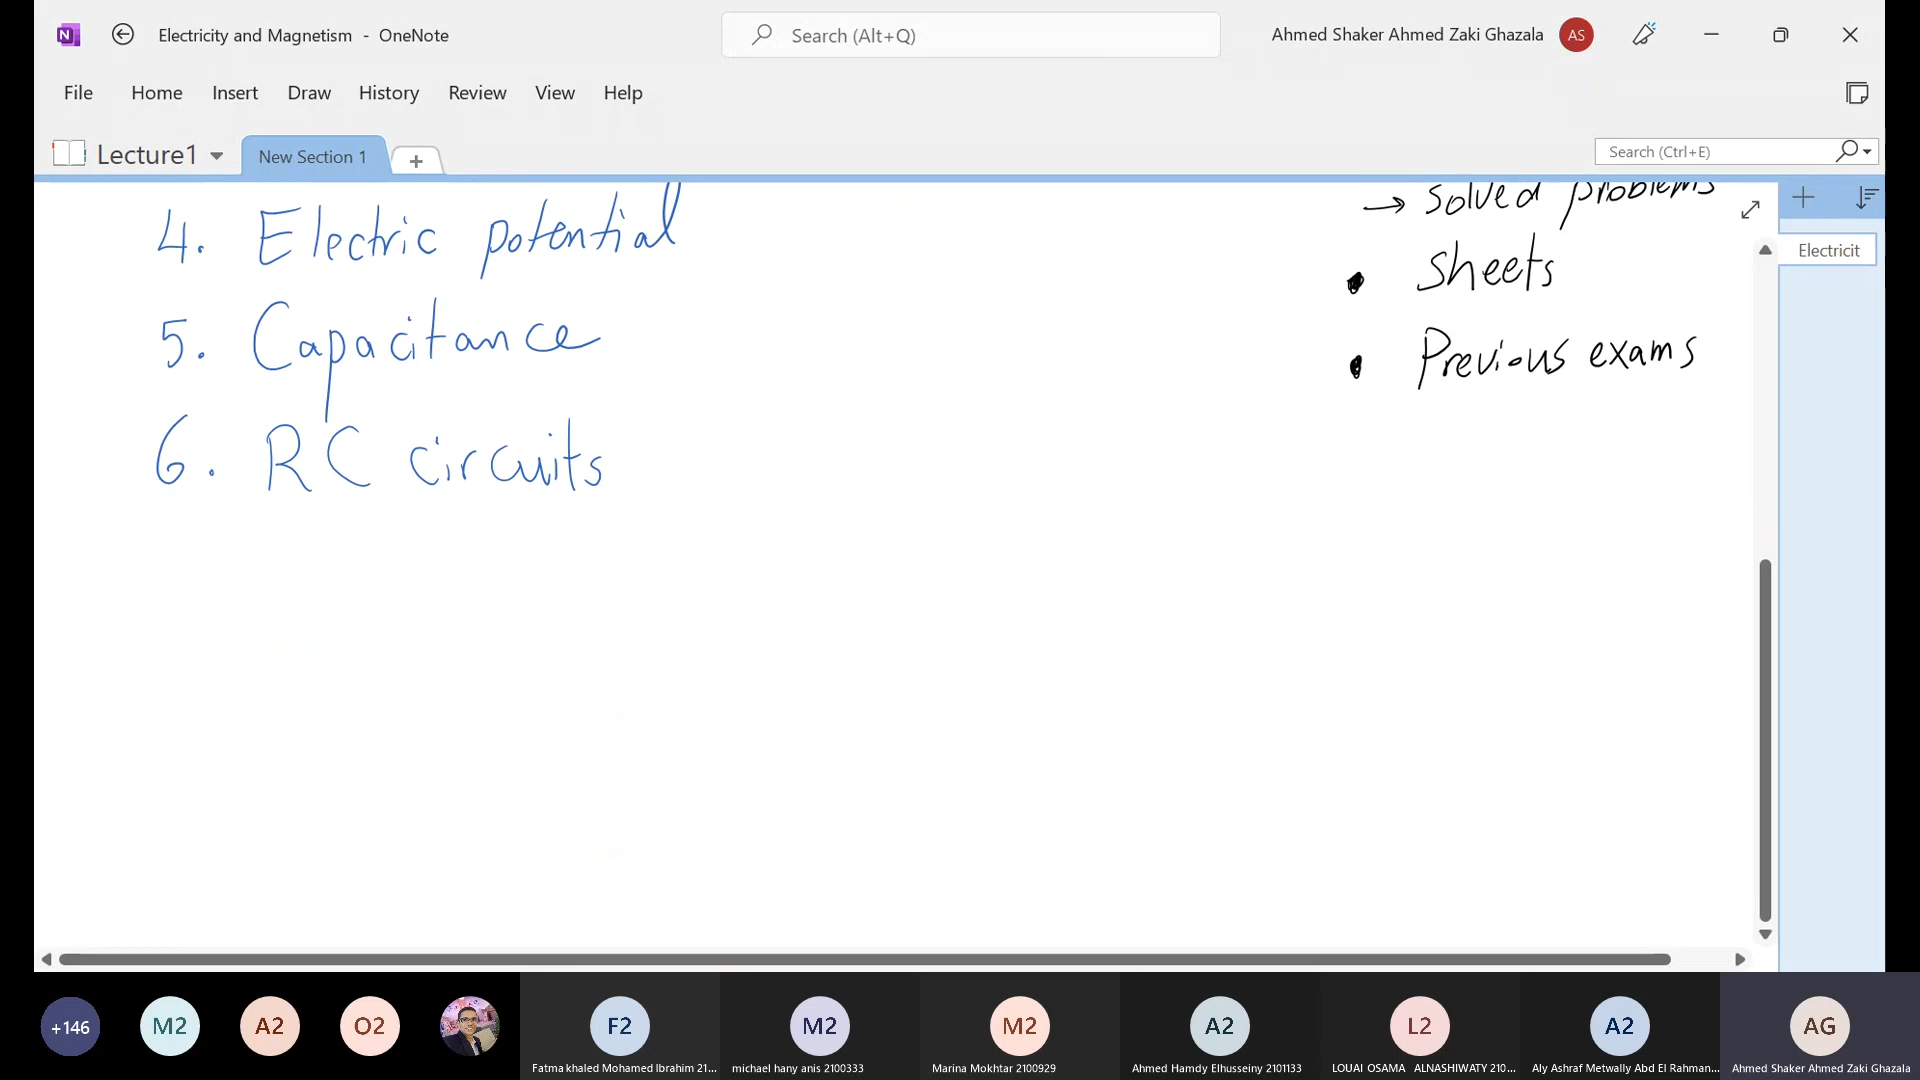 Electricity and Magnetism - OneNote
Search (Alt+Q)
Ahmed Shaker Ahmed Zaki Ghazala
AS
File Home Insert Draw History Review View Help
Lecture1
New Section 1
+
Search (Ctrl+E)
4. Electric potential
5. Capacitance
6. RC circuits
→ Solved problems
• Sheets
• Previous exams
Electricit
+146
M2
A2
O2
F2
M2
M2
A2
L2
A2
AG
Fatma khaled Mohamed Ibrahim 21...
michael hany anis 2100333
Marina Mokhtar 2100929
Ahmed Hamdy Elhusseiny 2101133
LOUAI OSAMA ALNASHIWATY 210...
Aly Ashraf Metwally Abd El Rahman...
Ahmed Shaker Ahmed Zaki Ghazala